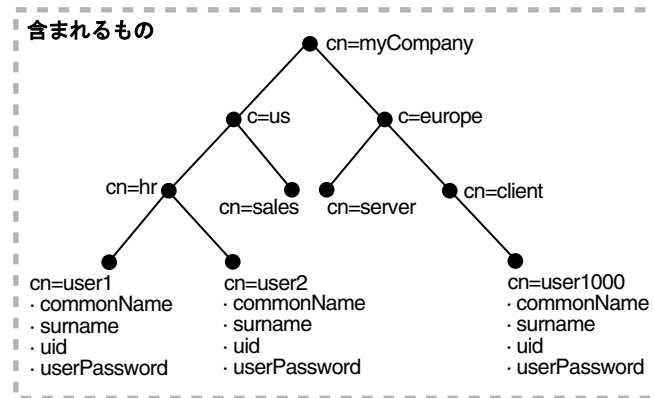 含まれるもの
cn=myCompany
c=us
c=europe
cn=hr
cn=sales
cn=server
cn=client
cn=user1
· commonName
· surname
· uid
· userPassword
cn=user2
· commonName
· surname
· uid
· userPassword
cn=user1000
· commonName
· surname
· uid
· userPassword